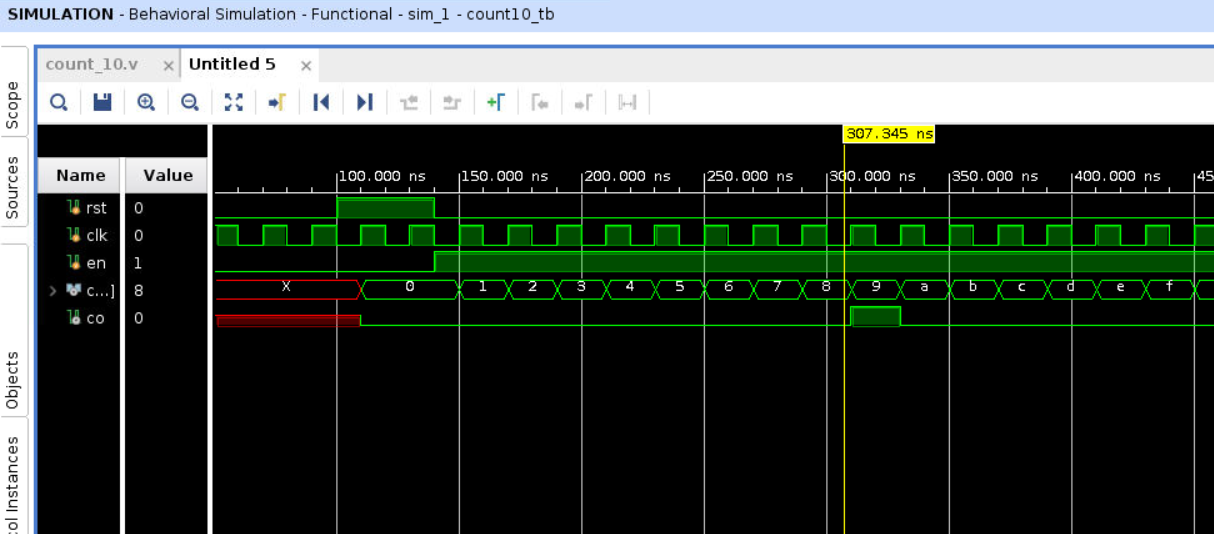 SIMULATION - Behavioral Simulation - Functional - sim_1 - count10_tb
count_10.v × Untitled 5 ×
Scope
Sources
Objects
col Instances
307.345 ns
Name Value
100.000 ns 150.000 ns 200.000 ns 250.000 ns 300.000 ns 350.000 ns 400.000 ns 45
rst 0
clk 0
en 1
c...] 8 X 0 1 2 3 4 5 6 7 8 9 a b c d e f
co 0